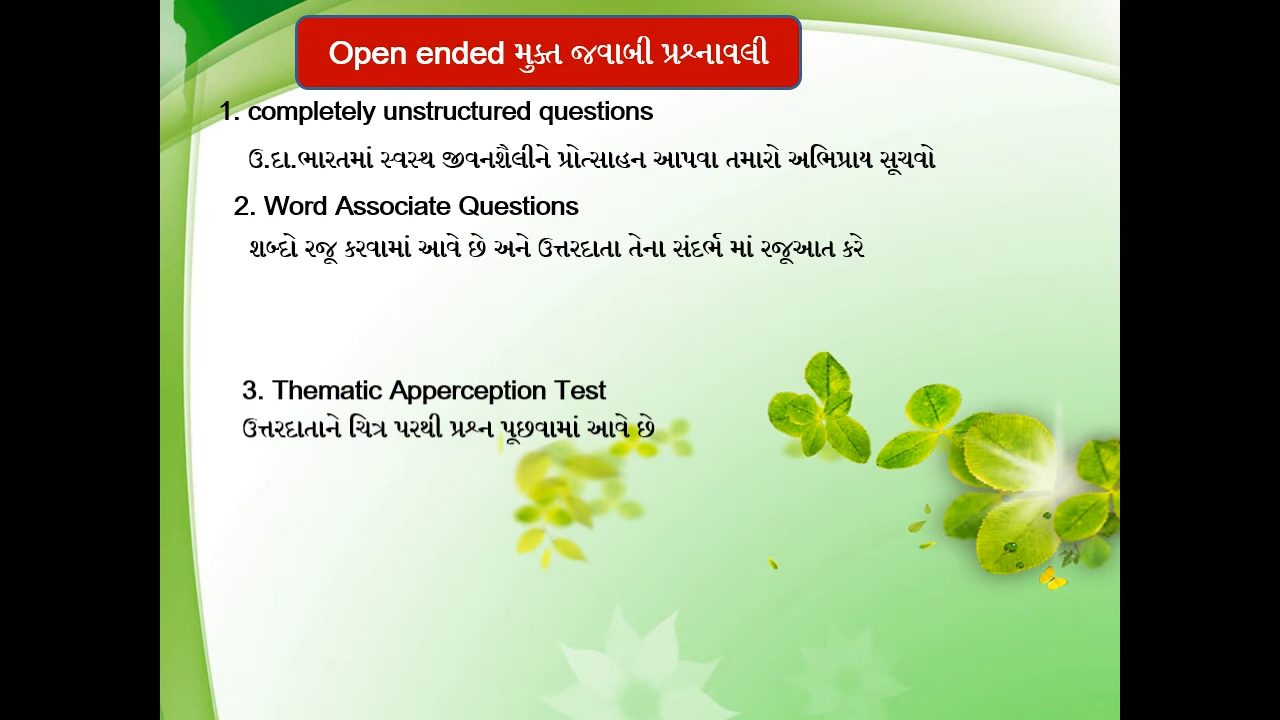 Open ended મુક્ત જવાબી પ્રશ્નાવલી
1. completely unstructured questions
ઉ.દા.ભારતમાં સ્વસ્થ જીવનશૈલીને પ્રોત્સાહન આપવા તમારો અભિપ્રાય સૂચવો
2. Word Associate Questions
શબ્દો રજૂ કરવામાં આવે છે અને ઉત્તરદાતા તેના સંદર્ભ માં રજૂઆત કરે
3. Thematic Apperception Test
ઉત્તરદાતાને ચિત્ર પરથી પ્રશ્ન પૂછવામાં આવે છે